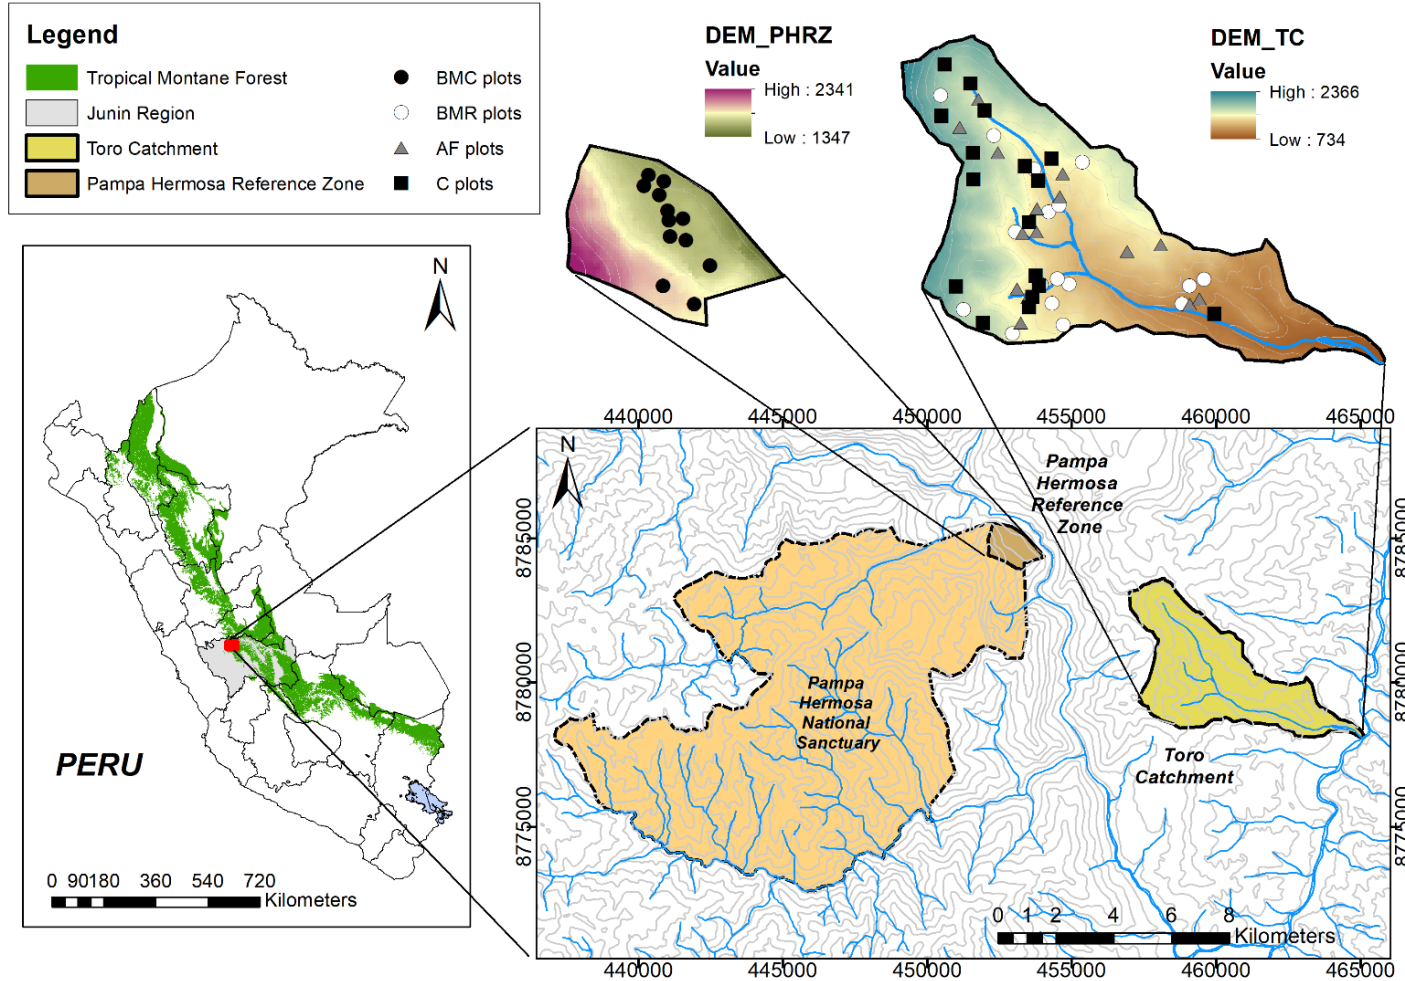 Legend
Tropical Montane Forest
Junin Region
Toro Catchment
Pampa Hermosa Reference Zone
BMC plots
BMR plots
AF plots
C plots
DEM_PHRZ
Value
High : 2341
Low : 1347
DEM_TC
Value
High : 2366
Low : 734
N
PERU
0 90180 360 540 720
Kilometers
440000 445000 450000 455000 460000 465000
N
8785000
8780000
8775000
Pampa
Hermosa
Reference
Zone
Pampa
Hermosa
National
Sanctuary
Toro
Catchment
8785000
8780000
8775000
0 1 2 4 6 8
Kilometers
440000 445000 450000 455000 460000 465000